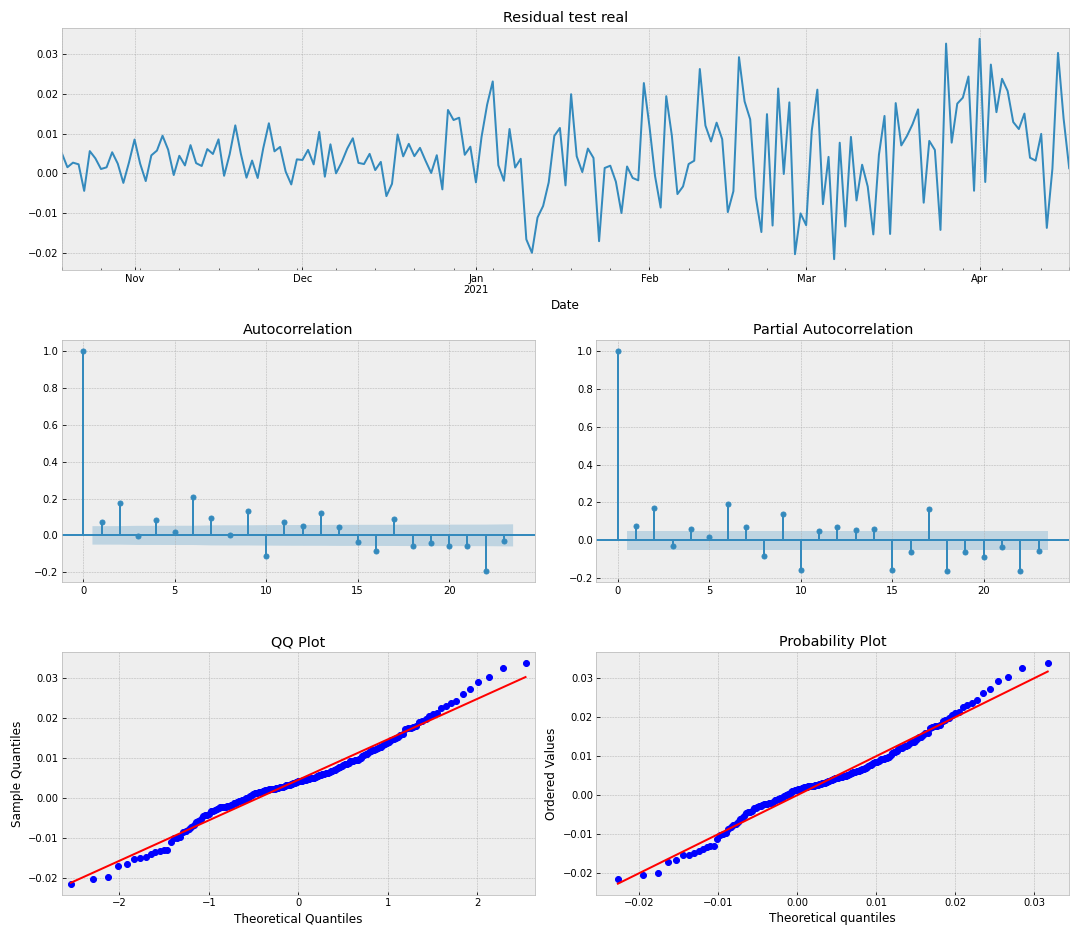 Residual test real
0.03
0.02
0.01
0.00
−0.01
−0.02
Nov Dec Jan Feb Mar Apr
2021
Date
Autocorrelation Partial Autocorrelation
1.0 1.0
0.8 0.8
0.6 0.6
0.4 0.4
0.2 0.2
0.0 0.0
−0.2 −0.2
0 5 10 15 20 0 5 10 15 20
QQ Plot Probability Plot
Sample Quantiles
0.03
0.02
0.01
0.00
−0.01
−0.02
−2 −1 0 1 2
Theoretical Quantiles
Ordered Values
0.03
0.02
0.01
0.00
−0.01
−0.02
−0.02 −0.01 0.00 0.01 0.02 0.03
Theoretical quantiles